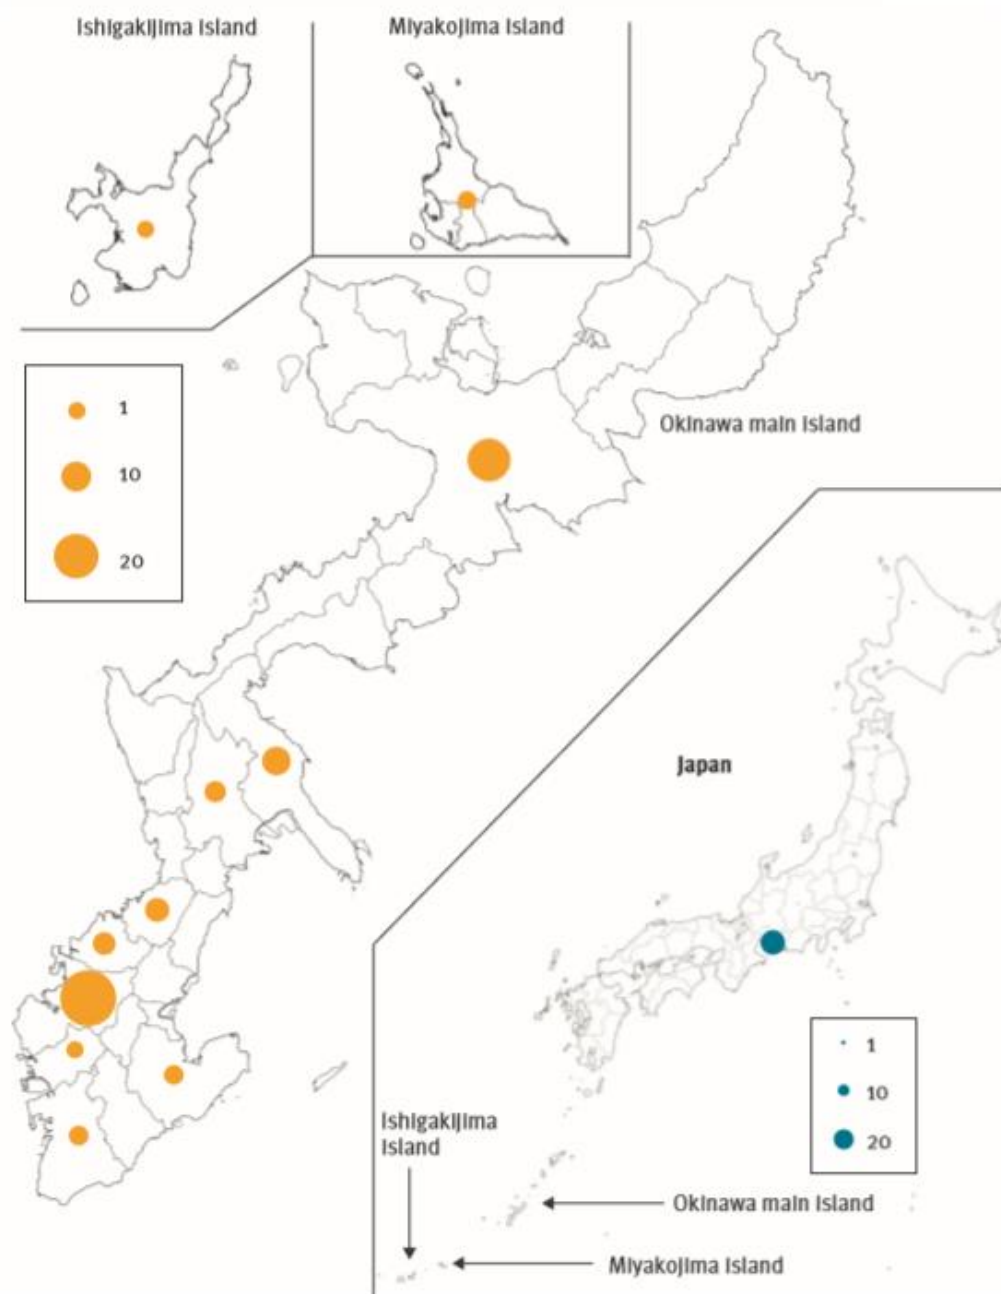 Ishigakijima Island
Miyakojima Island
1
10
20
Okinawa main Island
Japan
1
10
20
Ishigakijima
Island
Okinawa main Island
Miyakojima Island